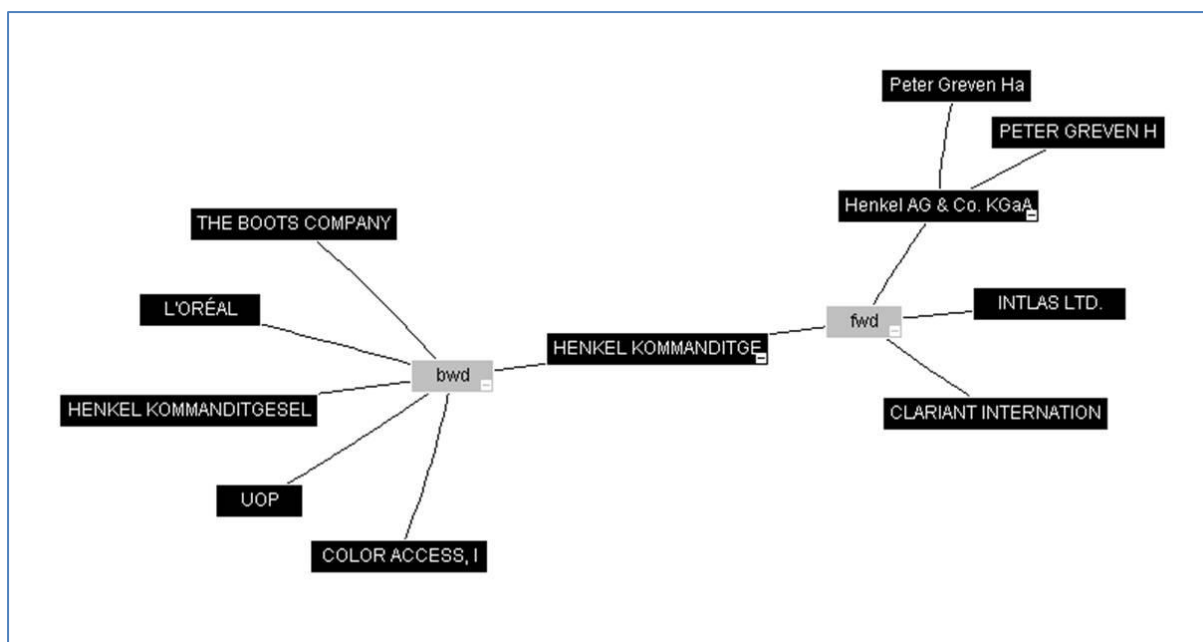 Peter Greven Ha
PETER GREVEN H
Henkel AG & Co. KGaA
THE BOOTS COMPANY
L'ORÉAL
INTLAS LTD.
fwd
HENKEL KOMMANDITGE
bwd
HENKEL KOMMANDITGESEL
CLARIANT INTERNATION
UOP
COLOR ACCESS, I